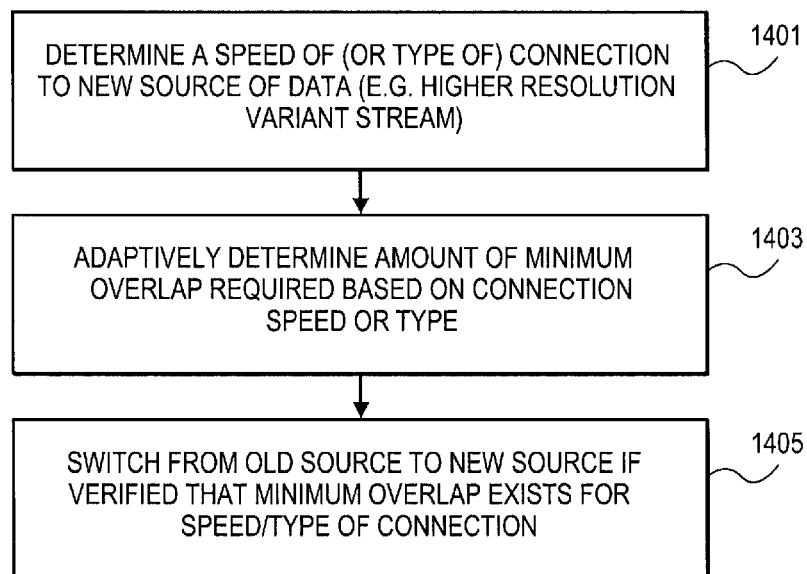 DETERMINE A SPEED OF (OR TYPE OF) CONNECTION
TO NEW SOURCE OF DATA (E.G. HIGHER RESOLUTION
VARIANT STREAM)
1401
ADAPTIVELY DETERMINE AMOUNT OF MINIMUM
OVERLAP REQUIRED BASED ON CONNECTION
SPEED OR TYPE
1403
SWITCH FROM OLD SOURCE TO NEW SOURCE IF
VERIFIED THAT MINIMUM OVERLAP EXISTS FOR
SPEED/TYPE OF CONNECTION
1405